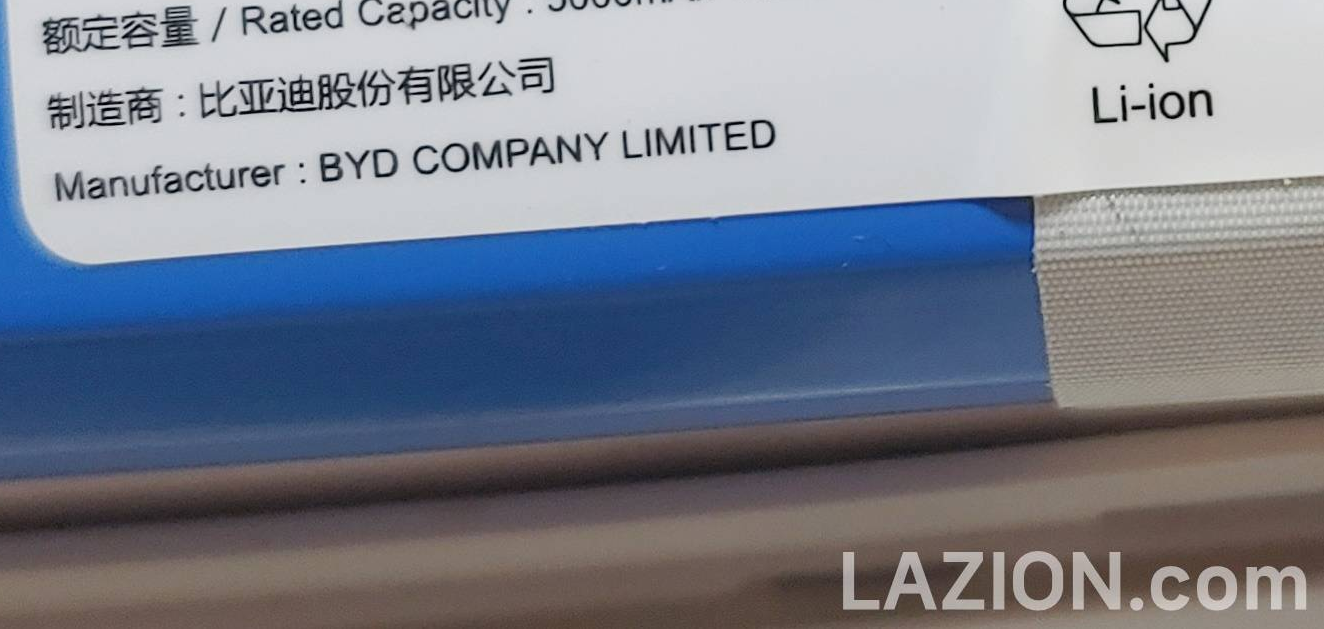 额定容量 / Rated Capacity :
制造商 : 比亚迪股份有限公司
Manufacturer : BYD COMPANY LIMITED
Li-ion
LAZION.com